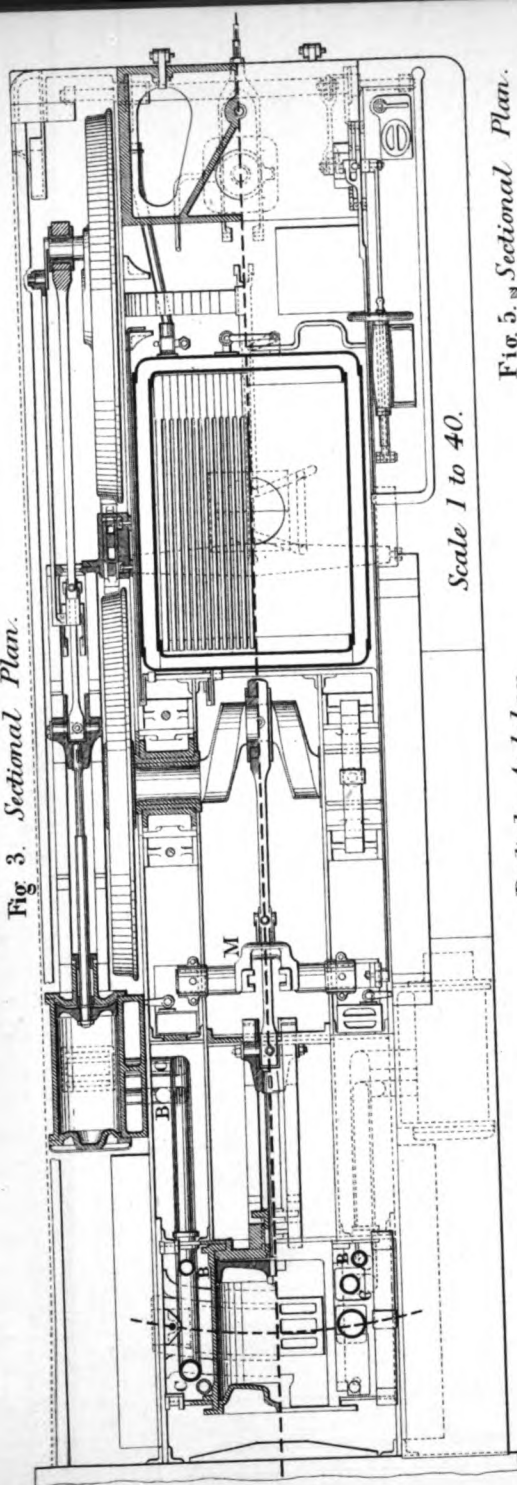 Fig. 3. Sectional Plan.
M
B
C
B
C
B
C
Scale 1 to 40.
Fig. 5. Sectional Plan.